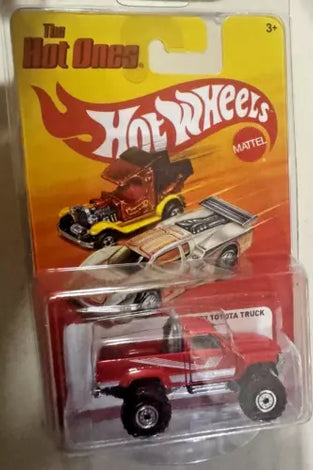 The
Hot Ones®
3+
Hot Wheels
MATTEL
TOYOTA TRUCK